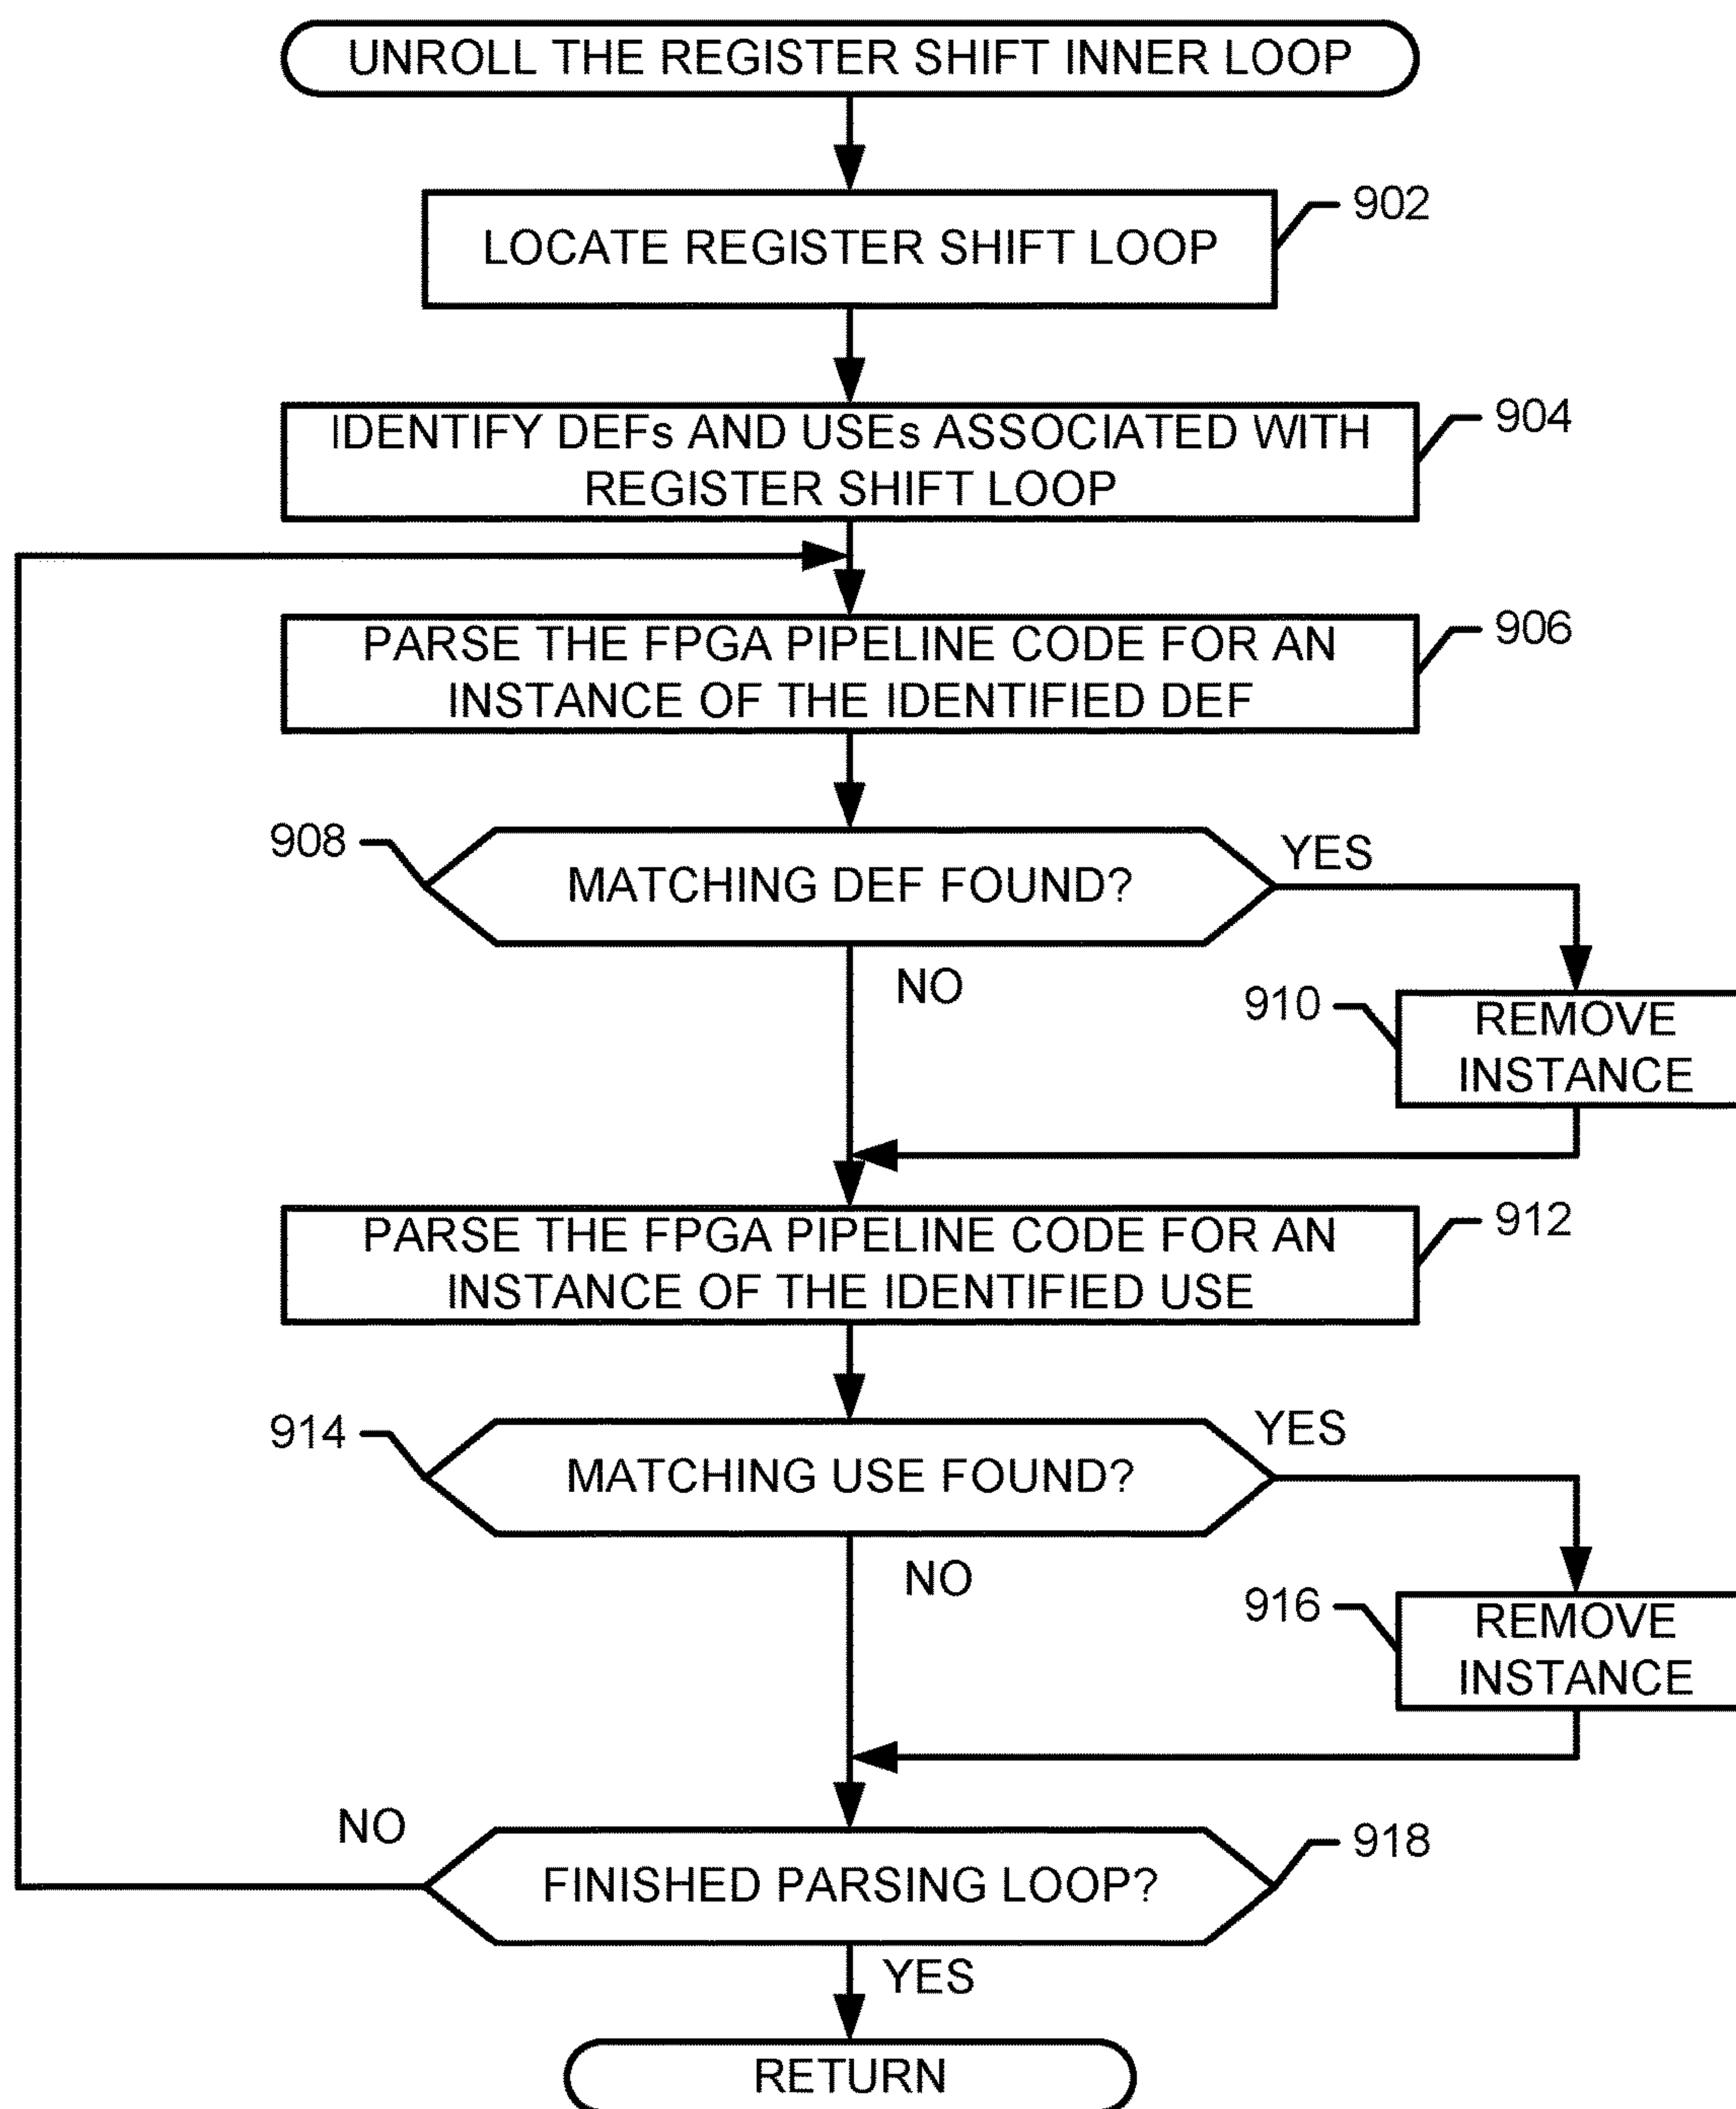 UNROLL THE REGISTER SHIFT INNER LOOP
902
LOCATE REGISTER SHIFT LOOP
904
IDENTIFY DEFs AND USEs ASSOCIATED WITH
REGISTER SHIFT LOOP
906
PARSE THE FPGA PIPELINE CODE FOR AN
INSTANCE OF THE IDENTIFIED DEF
908
MATCHING DEF FOUND?
YES
NO
910
REMOVE
INSTANCE
912
PARSE THE FPGA PIPELINE CODE FOR AN
INSTANCE OF THE IDENTIFIED USE
914
MATCHING USE FOUND?
YES
NO
916
REMOVE
INSTANCE
NO
918
FINISHED PARSING LOOP?
YES
RETURN